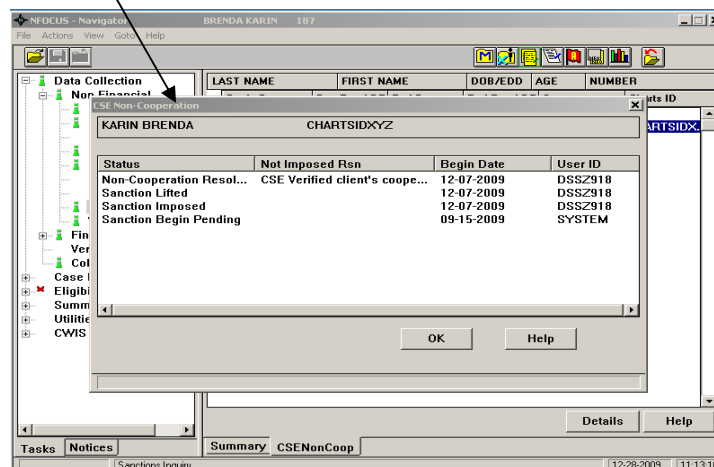 NFOCUS - Navigator BRENDA KARIN 187
File Actions View Goto Help
Data Collection
LAST NAME FIRST NAME DOB/EDD AGE NUMBER
Non Financial
CSE Non-Cooperation
KARIN BRENDA CHARTSIDXYZ
Status Not Imposed Rsn Begin Date User ID
Non-Cooperation Resol... CSE Verified client's coope... 12-07-2009 DSSZ918
Sanction Lifted 12-07-2009 DSSZ918
Sanction Imposed 12-07-2009 DSSZ918
Sanction Begin Pending 09-15-2009 SYSTEM
Fin
Ver
Col
Case
Eligibi
Summ
Utilitie
CWIS
OK Help
Details Help
Tasks Notices Summary CSENonCoop
Sanctions Inquiry 12-28-2009